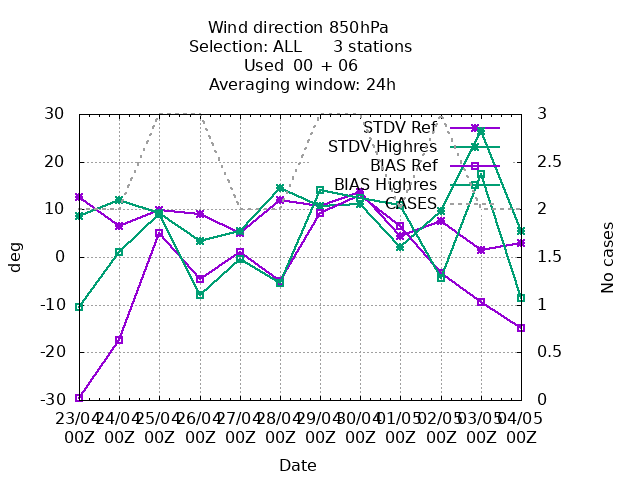 Wind direction 850hPa
Selection: ALL 3 stations
Used 00 + 06
Averaging window: 24h
STDV Ref
STDV Highres
BIAS Ref
BIAS Highres
CASES
30
20
10
0
-10
-20
-30
deg
3
2.5
2
1.5
1
0.5
0
No cases
23/04 24/04 25/04 26/04 27/04 28/04 29/04 30/04 01/05 02/05 03/05 04/05
00Z 00Z 00Z 00Z 00Z 00Z 00Z 00Z 00Z 00Z 00Z 00Z
Date